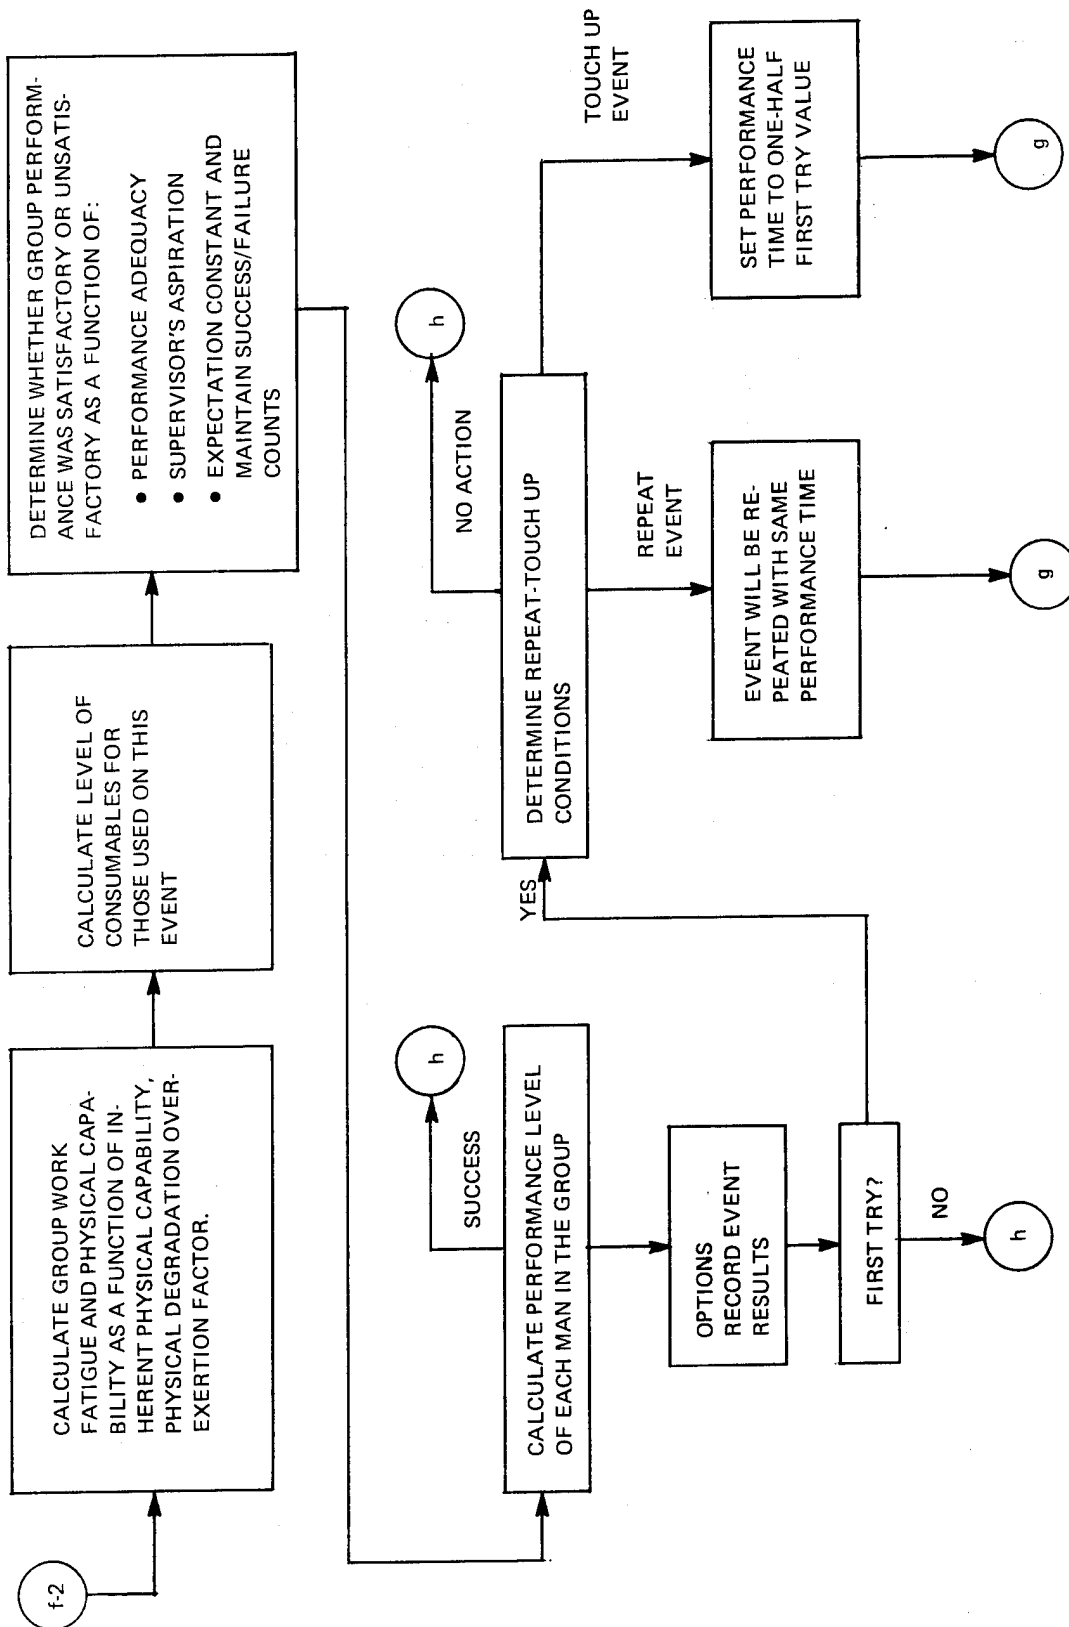 f-2
CALCULATE GROUP WORK
FATIGUE AND PHYSICAL CAPA-
BILITY AS A FUNCTION OF IN-
HERENT PHYSICAL CAPABILITY,
PHYSICAL DEGRADATION OVER-
EXERTION FACTOR.
CALCULATE LEVEL OF
CONSUMABLES FOR
THOSE USED ON THIS
EVENT
DETERMINE WHETHER GROUP PERFORM-
ANCE WAS SATISFACTORY OR UNSATIS-
FACTORY AS A FUNCTION OF:
• PERFORMANCE ADEQUACY
• SUPERVISOR'S ASPIRATION
• EXPECTATION CONSTANT AND
MAINTAIN SUCCESS/FAILURE
COUNTS
h
SUCCESS
CALCULATE PERFORMANCE LEVEL
OF EACH MAN IN THE GROUP
OPTIONS
RECORD EVENT
RESULTS
FIRST TRY?
NO
h
YES
h
NO ACTION
DETERMINE REPEAT-TOUCH UP
CONDITIONS
REPEAT
EVENT
EVENT WILL BE RE-
PEATED WITH SAME
PERFORMANCE TIME
g
TOUCH UP
EVENT
SET PERFORMANCE
TIME TO ONE-HALF
FIRST TRY VALUE
g